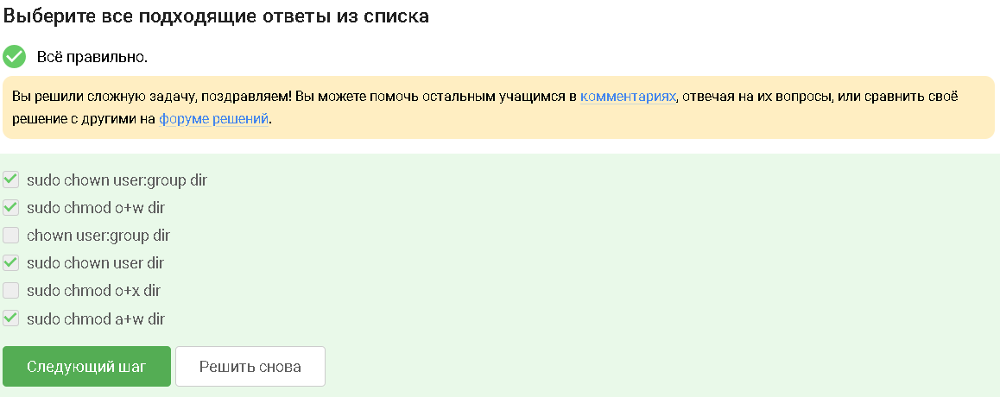 Выберите все подходящие ответы из списка
Всё правильно.
Вы решили сложную задачу, поздравляем! Вы можете помочь остальным учащимся в комментариях, отвечая на их вопросы, или сравнить своё
решение с другими на форуме решений.
sudo chown user:group dir
sudo chmod o+w dir
chown user:group dir
sudo chown user dir
sudo chmod o+x dir
sudo chmod a+w dir
Следующий шаг
Решить снова